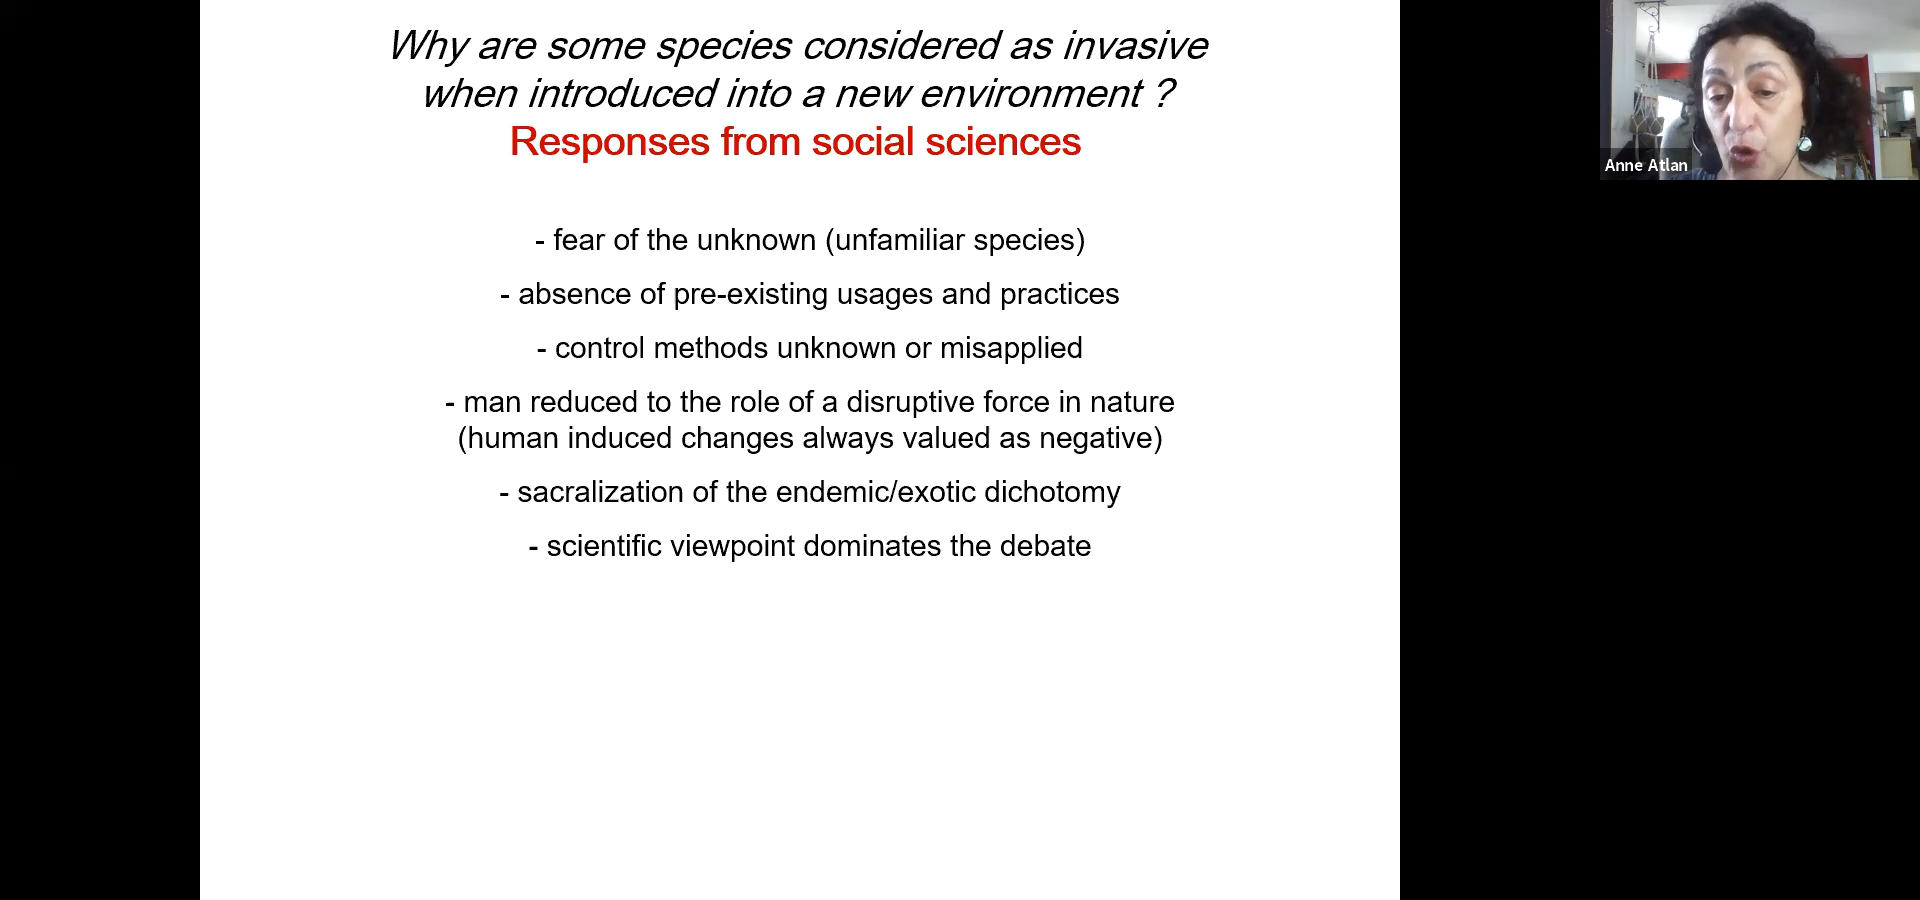 Why are some species considered as invasive
when introduced into a new environment ?
Responses from social sciences
- fear of the unknown (unfamiliar species)
- absence of pre-existing usages and practices
- control methods unknown or misapplied
- man reduced to the role of a disruptive force in nature
(human induced changes always valued as negative)
- sacralization of the endemic/exotic dichotomy
- scientific viewpoint dominates the debate
Anne Atlan